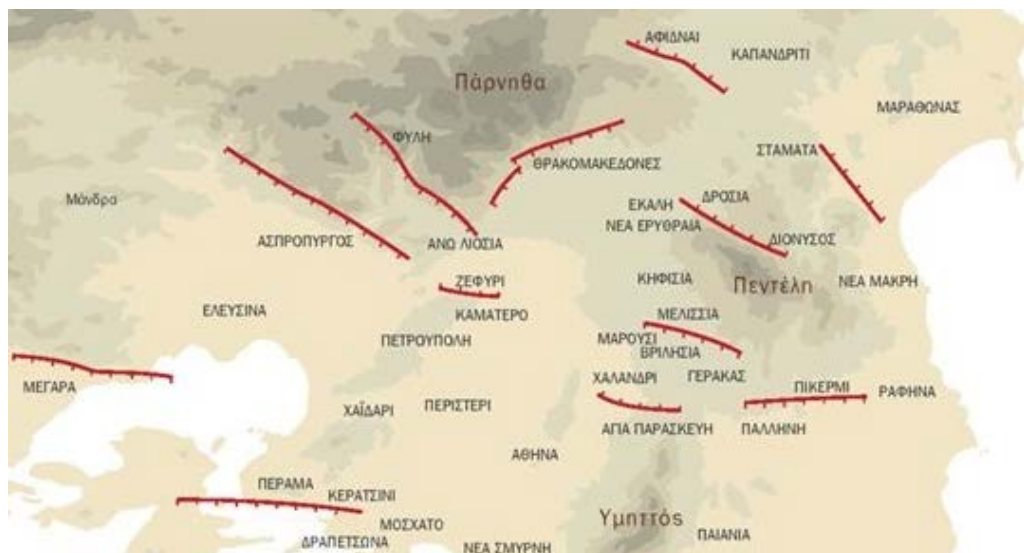 ΑΦΙΔΝΑΙ
ΚΑΠΑΝΔΡΙΤΙ
Πάρνηθα
ΜΑΡΑΘΩΝΑΣ
ΦΥΛΗ
ΣΤΑΜΑΤΑ
ΘΡΑΚΟΜΑΚΕΔΟΝΕΣ
Μάνδρα
ΔΡΟΣΙΑ
ΕΚΑΛΗ
ΝΕΑ ΕΡΥΘΡΑΙΑ
ΑΣΠΡΟΠΥΡΓΟΣ
ΑΝΩ ΛΙΟΣΙΑ
ΔΙΟΝΥΣΟΣ
ΖΕΦΥΡΙ
ΚΗΦΙΣΙΑ
Πεντέλη
ΝΕΑ ΜΑΚΡΗ
ΕΛΕΥΣΙΝΑ
ΚΑΜΑΤΕΡΟ
ΜΕΛΙΣΣΙΑ
ΠΕΤΡΟΥΠΟΛΗ
ΜΑΡΟΥΣΙ
ΒΡΙΛΗΣΙΑ
ΜΕΓΑΡΑ
ΧΑΛΑΝΔΡΙ
ΓΕΡΑΚΑΣ
ΠΙΚΕΡΜΙ
ΡΑΦΗΝΑ
ΧΑΪΔΑΡΙ
ΠΕΡΙΣΤΕΡΙ
ΑΓΙΑ ΠΑΡΑΣΚΕΥΗ
ΠΑΛΛΗΝΗ
ΑΘΗΝΑ
ΠΕΡΑΜΑ
ΚΕΡΑΤΣΙΝΙ
ΜΟΣΧΑΤΟ
Υμηττός
ΔΡΑΠΕΤΣΩΝΑ
ΝΕΑ ΣΜΥΡΝΗ
ΠΑΙΑΝΙΑ